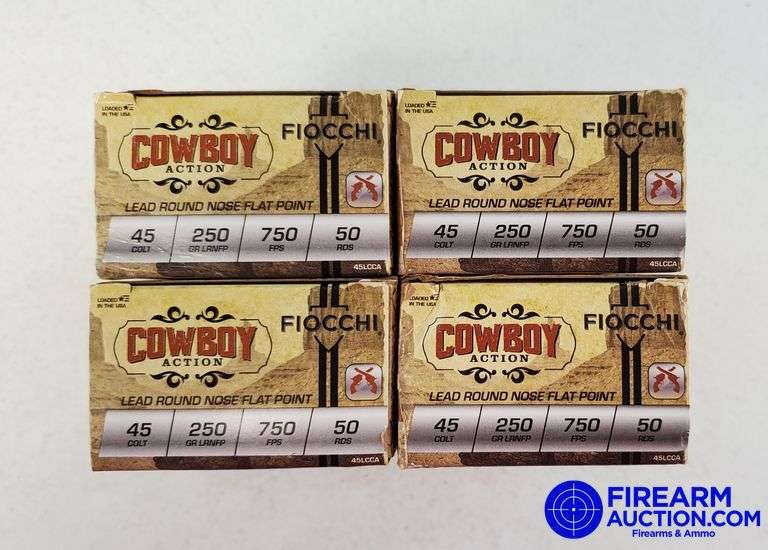 LOADED
IN THE USA
COWBOY
ACTION
FIOCCHI
LEAD ROUND NOSE FLAT POINT
45 250 750 50
COLT GR LRNFP FPS RDS
45LCCA
LOADED
IN THE USA
COWBOY
ACTION
FIOCCHI
LEAD ROUND NOSE FLAT POINT
45 250 750 50
COLT GR LRNFP FPS RDS
45LCCA
LOADED
IN THE USA
COWBOY
ACTION
FIOCCHI
LEAD ROUND NOSE FLAT POINT
45 250 750 50
COLT GR LRNFP FPS RDS
45LCCA
LOADED
IN THE USA
COWBOY
ACTION
FIOCCHI
LEAD ROUND NOSE FLAT POINT
45 250 750 50
COLT GR LRNFP FPS RDS
45LCCA
FIREARM
AUCTION.COM
Firearms & Ammo